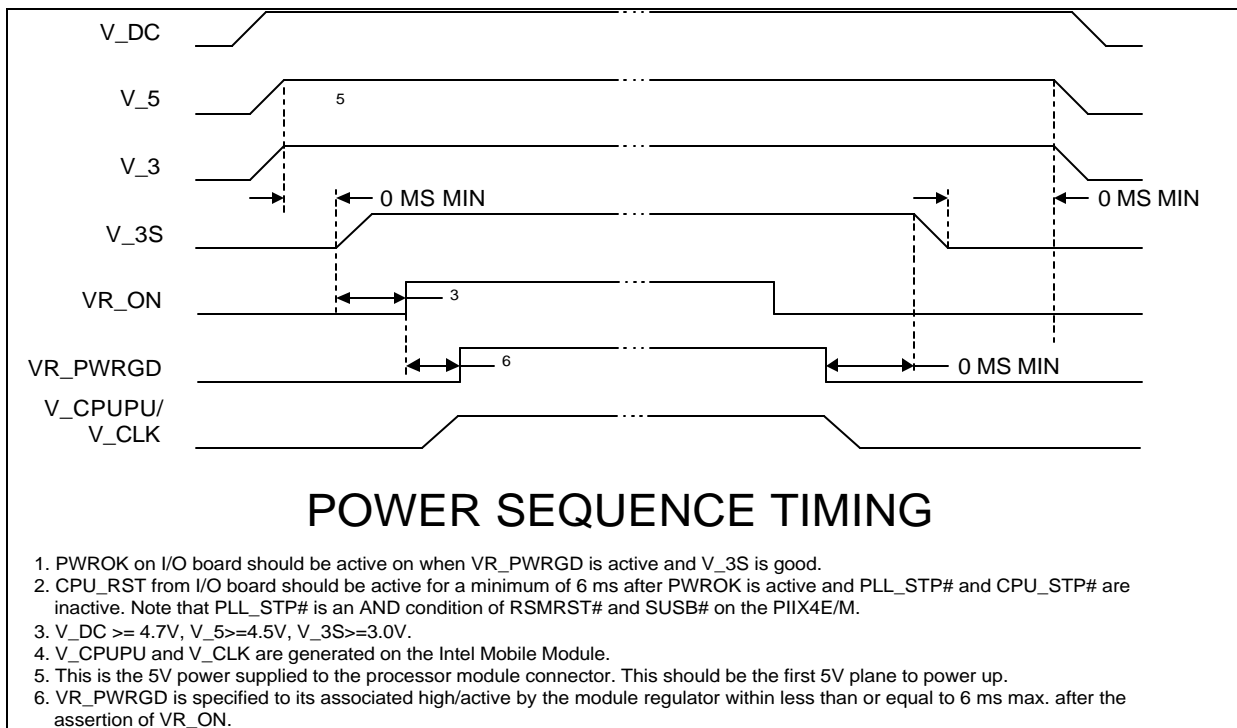 V_DC
V_5
5
V_3
0 MS MIN
0 MS MIN
V_3S
VR_ON
3
VR_PWRGD
6
0 MS MIN
V_CPUPU/
V_CLK
POWER SEQUENCE TIMING
1. PWROK on I/O board should be active on when VR_PWRGD is active and V_3S is good.
2. CPU_RST from I/O board should be active for a minimum of 6 ms after PWROK is active and PLL_STP# and CPU_STP# are
inactive. Note that PLL_STP# is an AND condition of RSMRST# and SUSB# on the PIIX4E/M.
3. V_DC >= 4.7V, V_5>=4.5V, V_3S>=3.0V.
4. V_CPUPU and V_CLK are generated on the Intel Mobile Module.
5. This is the 5V power supplied to the processor module connector. This should be the first 5V plane to power up.
6. VR_PWRGD is specified to its associated high/active by the module regulator within less than or equal to 6 ms max. after the
assertion of VR_ON.